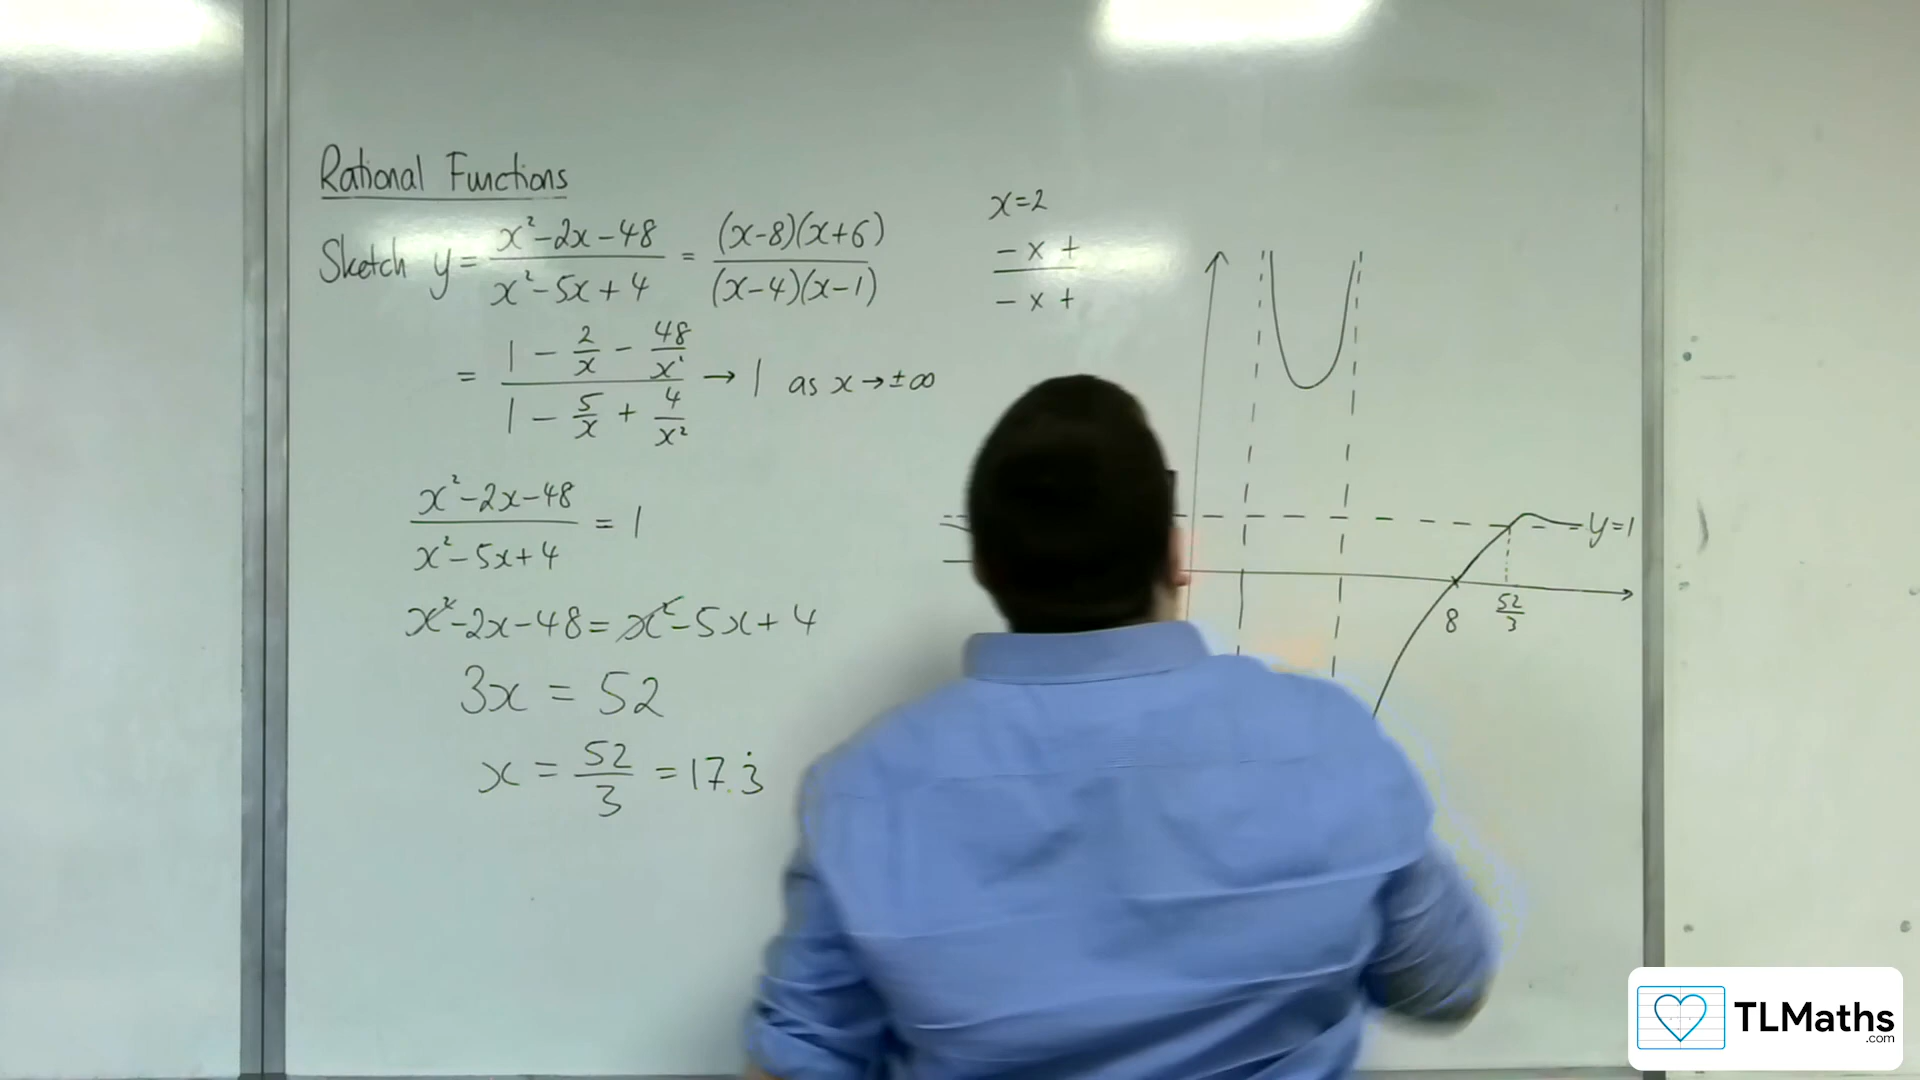 Rational Functions
Sketch y = (x²-2x-48)/(x²-5x+4) = ((x-8)(x+6))/((x-4)(x-1))
= (1 - 2/x - 48/x²)/(1 - 5/x + 4/x²) → 1 as x → ±∞
(x²-2x-48)/(x²-5x+4) = 1
x²-2x-48 = x²-5x+4
3x = 52
x = 52/3 = 17.3̇
x=2
(- x +)/(- x +)
y=1
8
52/3
TLMaths
.com